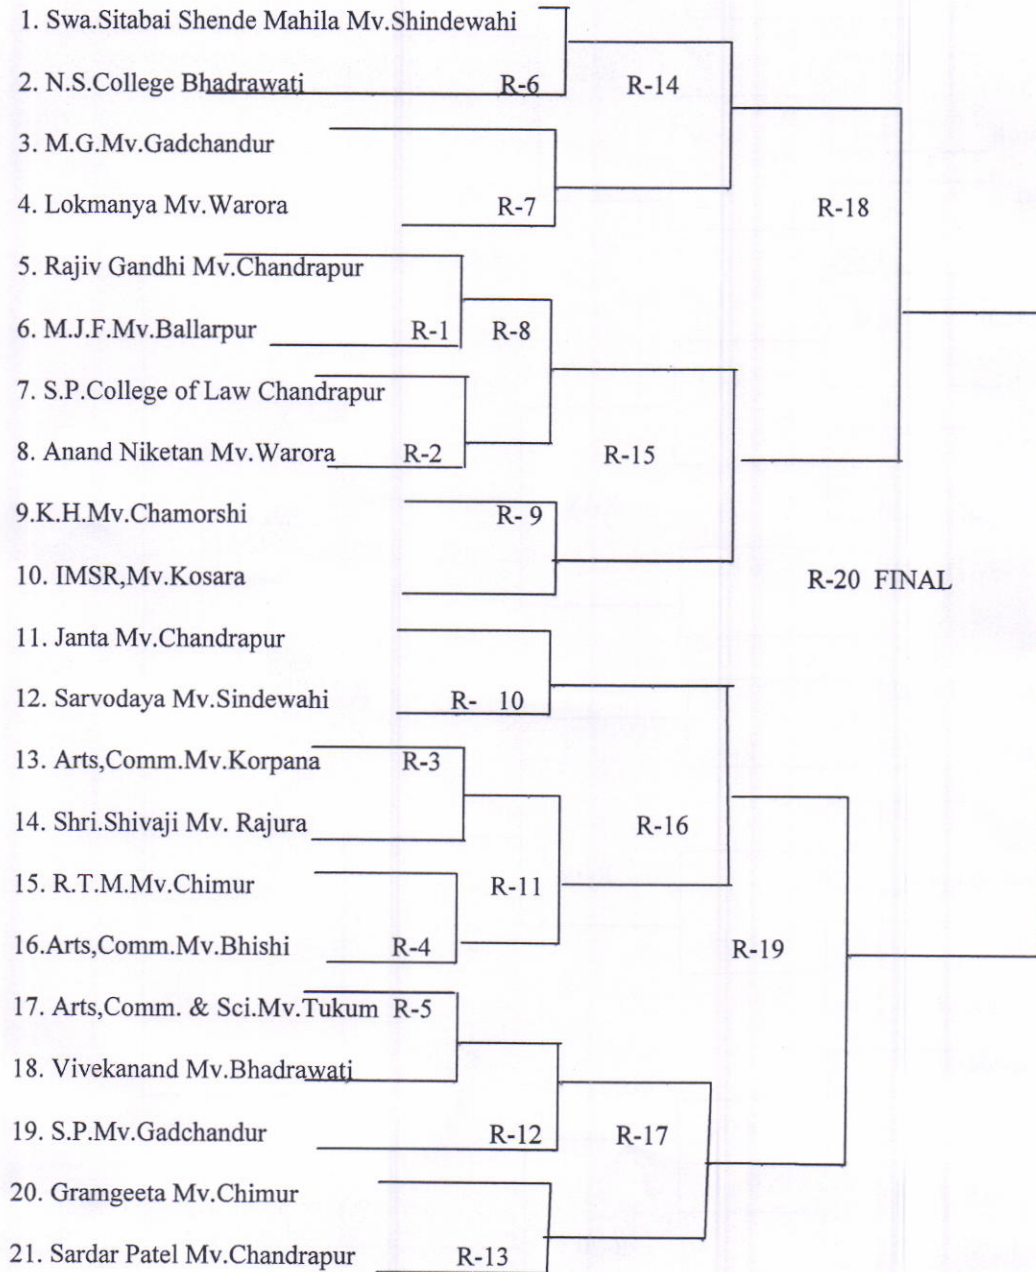 1. Swa.Sitabai Shende Mahila Mv.Shindewahi
2. N.S.College Bhadrawati R-6 R-14
3. M.G.Mv.Gadchandur
4. Lokmanya Mv.Warora R-7 R-18
5. Rajiv Gandhi Mv.Chandrapur
6. M.J.F.Mv.Ballarpur R-1 R-8
7. S.P.College of Law Chandrapur
8. Anand Niketan Mv.Warora R-2 R-15
9.K.H.Mv.Chamorshi R- 9
10. IMSR,Mv.Kosara R-20 FINAL
11. Janta Mv.Chandrapur
12. Sarvodaya Mv.Sindewahi R- 10
13. Arts,Comm.Mv.Korpana R-3
14. Shri.Shivaji Mv. Rajura R-16
15. R.T.M.Mv.Chimur R-11
16.Arts,Comm.Mv.Bhishi R-4 R-19
17. Arts,Comm. & Sci.Mv.Tukum R-5
18. Vivekanand Mv.Bhadrawati
19. S.P.Mv.Gadchandur R-12 R-17
20. Gramgeeta Mv.Chimur
21. Sardar Patel Mv.Chandrapur R-13